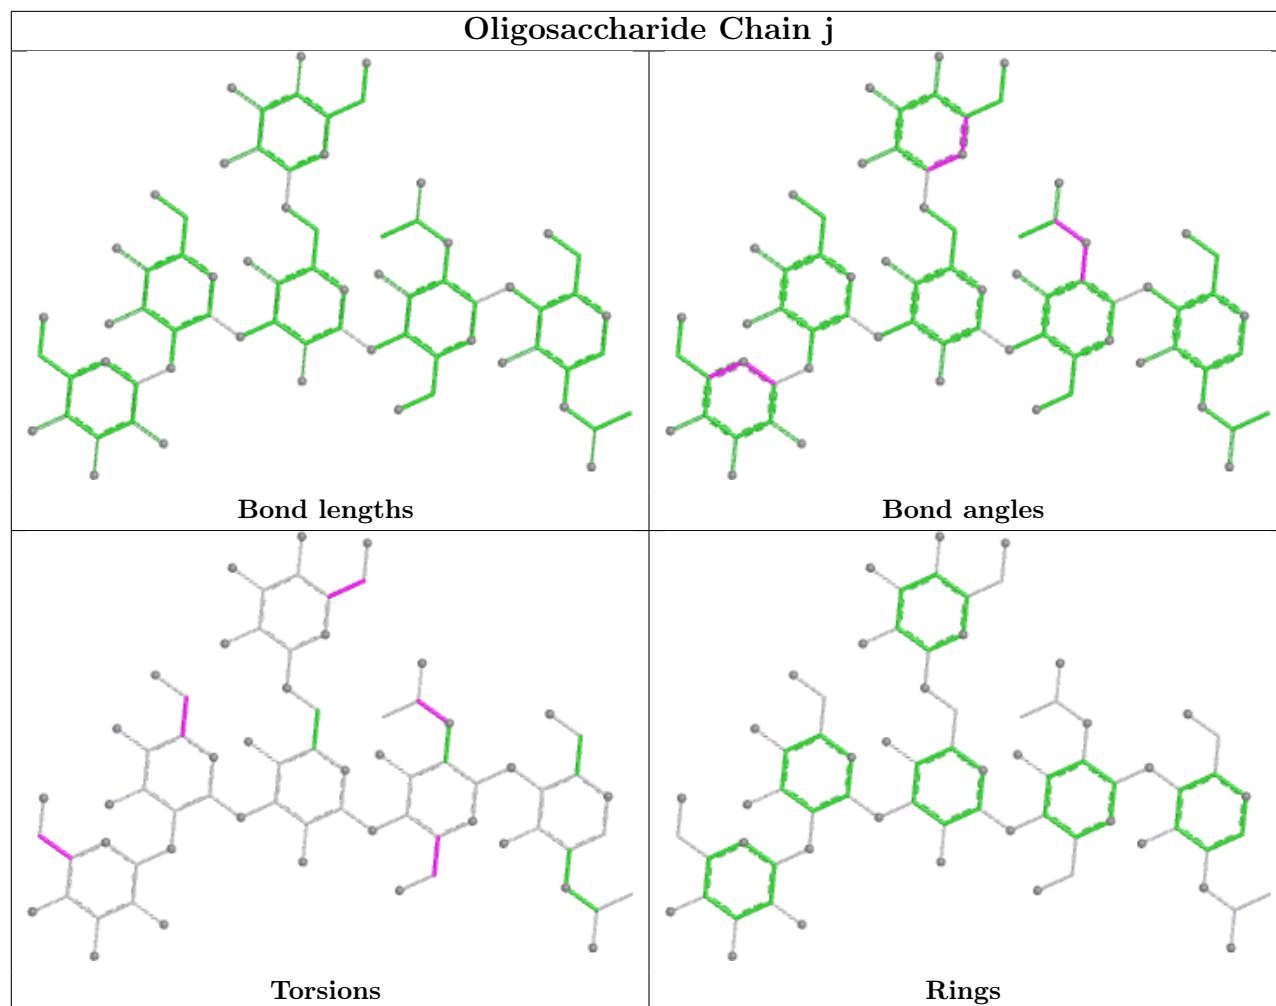 Oligosaccharide Chain j
Bond lengths
Bond angles
Torsions
Rings